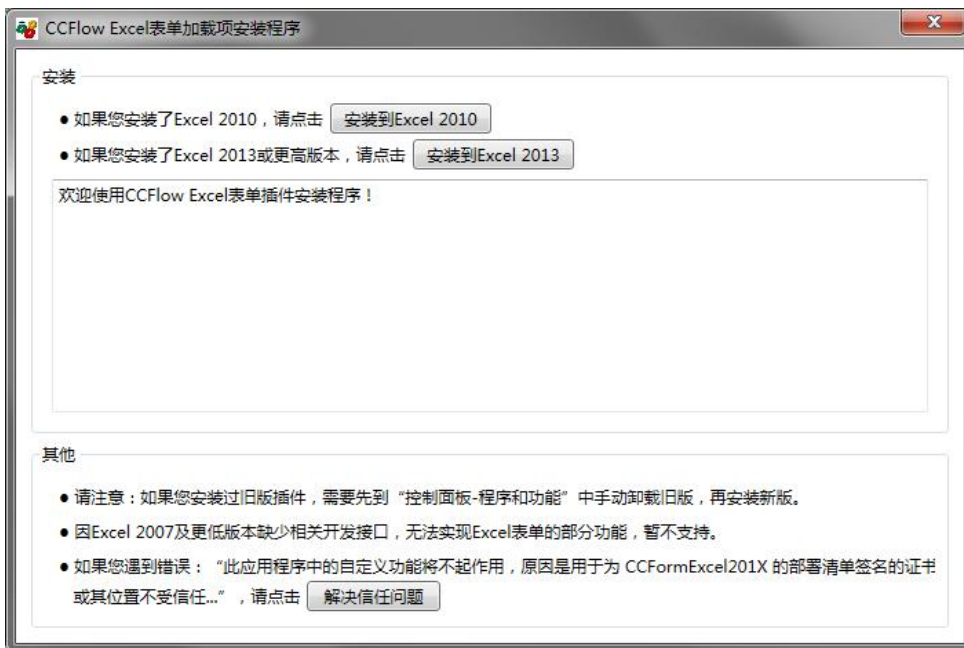 CCFlow Excel表单加载项安装程序
安装
●如果您安装了Excel 2010，请点击 安装到Excel 2010
●如果您安装了Excel 2013或更高版本，请点击 安装到Excel 2013
欢迎使用CCFlow Excel表单插件安装程序！
其他
●请注意：如果您安装过旧版插件，需要先到“控制面板-程序和功能”中手动卸载旧版，再安装新版。
●因Excel 2007及更低版本缺少相关开发接口，无法实现Excel表单的部分功能，暂不支持。
●如果您遇到错误：“此应用程序中的自定义功能将不起作用，原因是用于为 CCFormExcel201X 的部署清单签名的证书
或其位置不受信任...”，请点击 解决信任问题